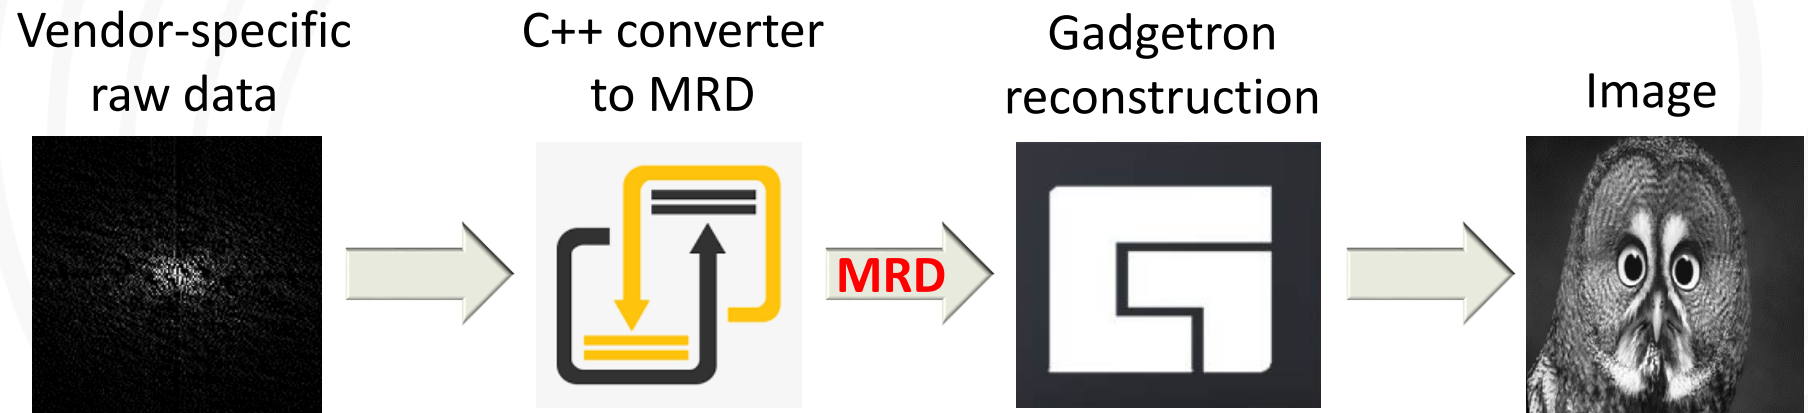 Vendor-specific
raw data
C++ converter
to MRD
Gadgetron
reconstruction
Image
MRD